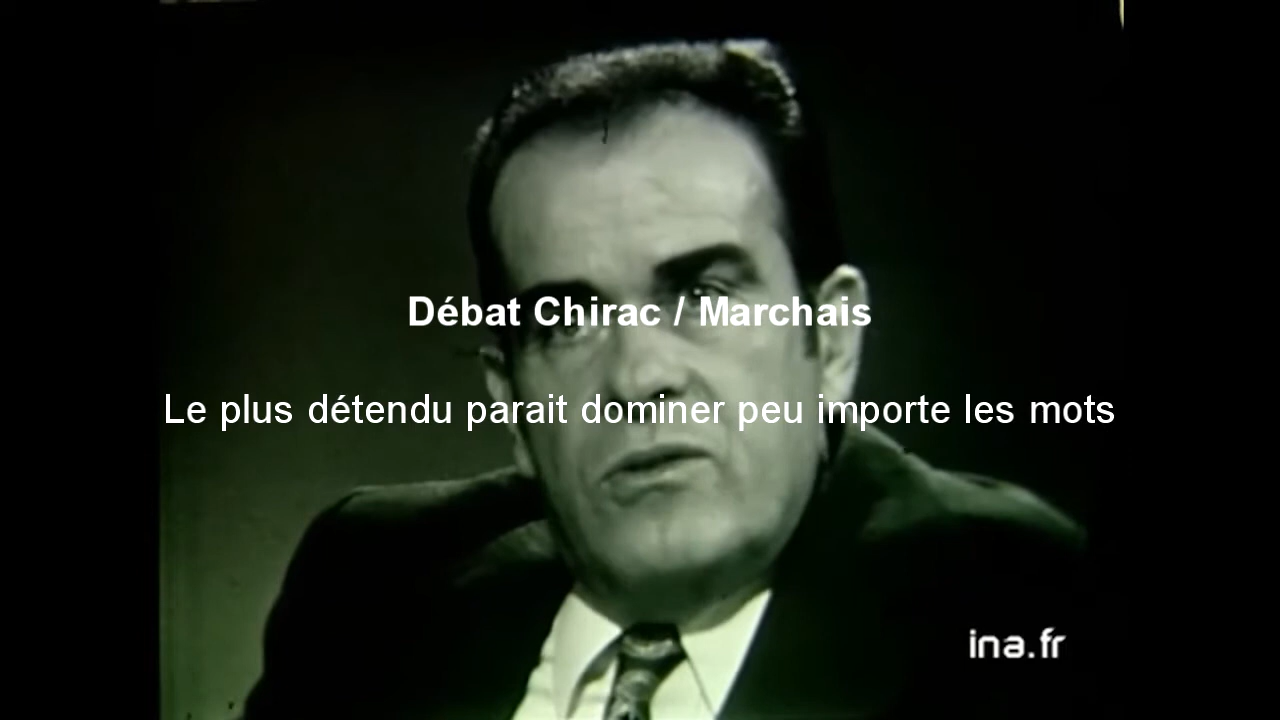 Débat Chirac / Marchais
Le plus détendu parait dominer peu importe les mots
ina.fr